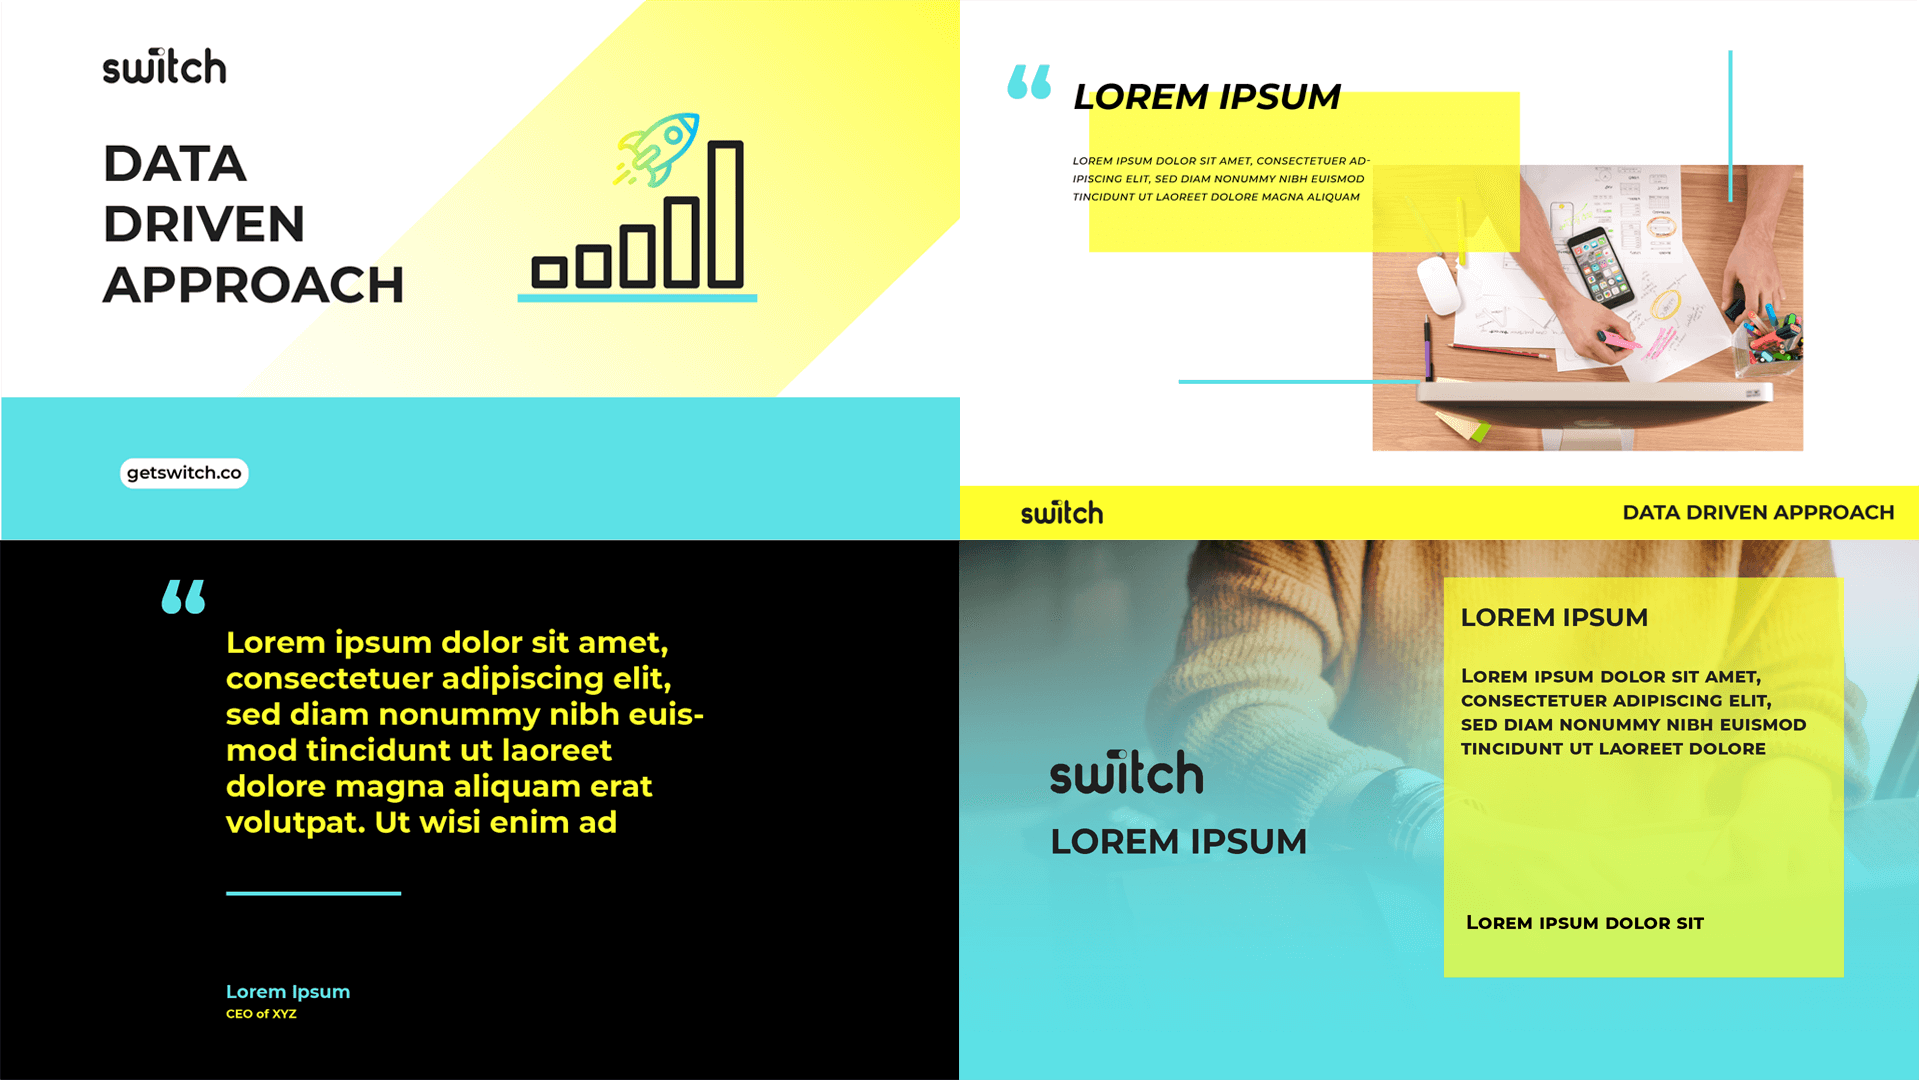 switch
DATA
DRIVEN
APPROACH
getswitch.co
“ LOREM IPSUM
LOREM IPSUM DOLOR SIT AMET, CONSECTETUER AD-
IPISCING ELIT, SED DIAM NONUMMY NIBH EUISMOD
TINCIDUNT UT LAOREET DOLORE MAGNA ALIQUAM
switch
DATA DRIVEN APPROACH
“
Lorem ipsum dolor sit amet,
consectetuer adipiscing elit,
sed diam nonummy nibh euis-
mod tincidunt ut laoreet
dolore magna aliquam erat
volutpat. Ut wisi enim ad
Lorem Ipsum
CEO of XYZ
switch
LOREM IPSUM
LOREM IPSUM
LOREM IPSUM DOLOR SIT AMET,
CONSECTETUER ADIPISCING ELIT,
SED DIAM NONUMMY NIBH EUISMOD
TINCIDUNT UT LAOREET DOLORE
LOREM IPSUM DOLOR SIT